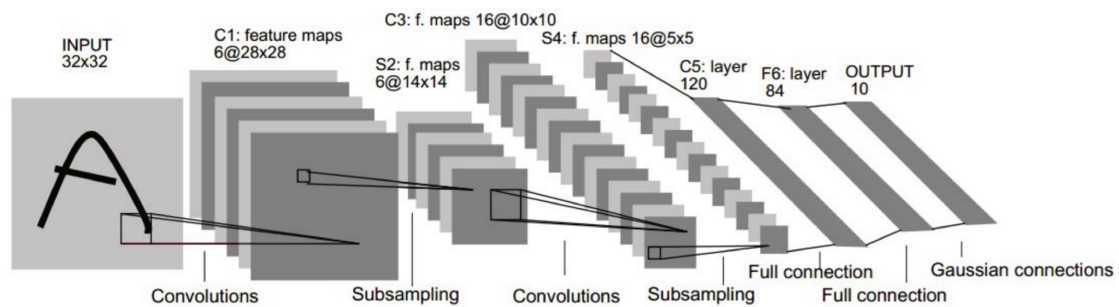 INPUT
32x32
C1: feature maps
6@28x28
S2: f. maps
6@14x14
C3: f. maps 16@10x10
S4: f. maps 16@5x5
C5: layer
120
F6: layer
84
OUTPUT
10
Convolutions
Subsampling
Convolutions
Subsampling
Full connection
Full connection
Gaussian connections
A